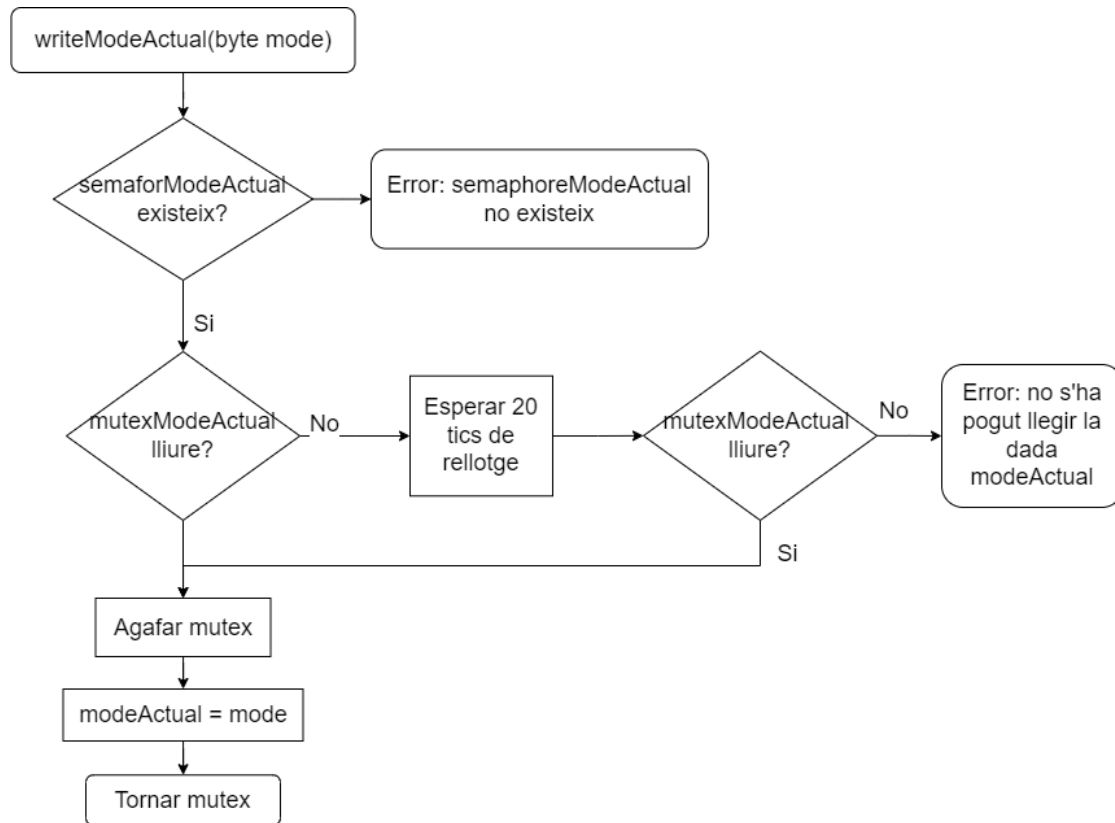 writeModeActual(byte mode)
semaforModeActual
existeix?
Error: semaphoreModeActual
no existeix
Si
mutexModeActual
lliure?
No
Esperar 20
tics de
rellotge
mutexModeActual
lliure?
No
Error: no s'ha
pogut llegir la
dada
modeActual
Si
Agafar mutex
modeActual = mode
Tornar mutex